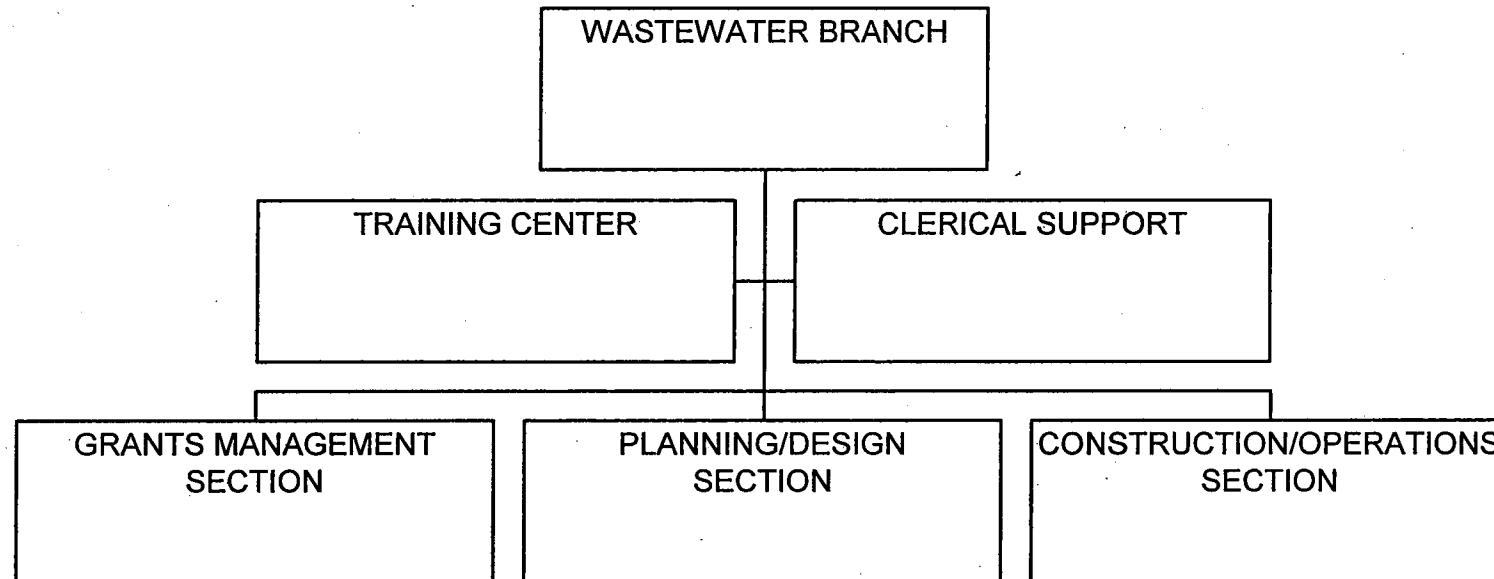 WASTEWATER BRANCH
TRAINING CENTER
CLERICAL SUPPORT
GRANTS MANAGEMENT
SECTION
PLANNING/DESIGN
SECTION
CONSTRUCTION/OPERATIONS
SECTION